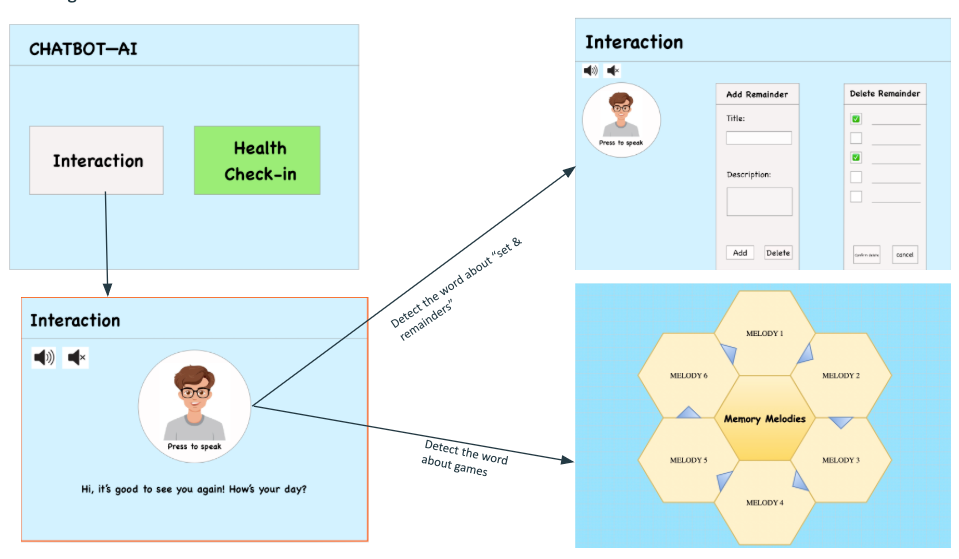 CHATBOT—AI
Interaction
Health
Check-in
Interaction
Press to speak
Hi, it's good to see you again! How's your day?
Detect the word about "set &
remainders"
Detect the word
about games
Interaction
Press to speak
Add Remainder
Title:
Description:
Add
Delete
Delete Remainder
cancel
MELODY 1
MELODY 6
MELODY 2
Memory Melodies
MELODY 5
MELODY 3
MELODY 4